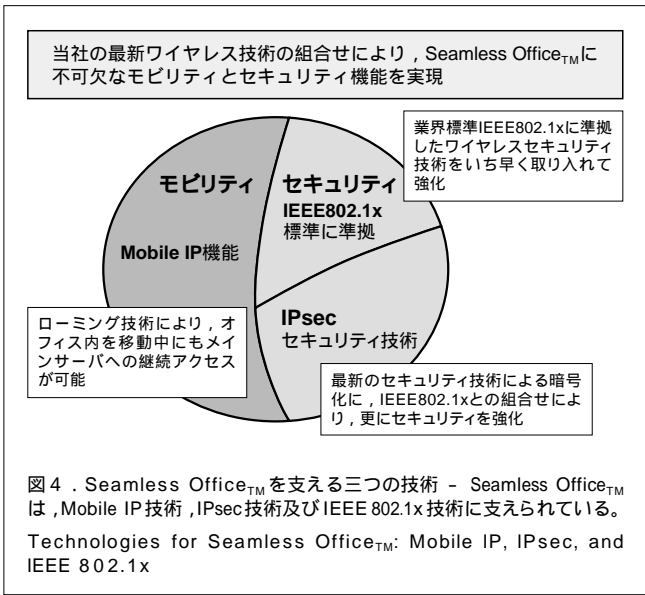 当社の最新ワイヤレス技術の組合せにより，Seamless Office™に
不可欠なモビリティとセキュリティ機能を実現
業界標準IEEE802.1xに準拠
したワイヤレスセキュリティ
技術をいち早く取り入れて
強化
モビリティ
Mobile IP機能
セキュリティ
IEEE802.1x
標準に準拠
ローミング技術により，オ
フィス内を移動中にもメイ
ンサーバへの継続アクセス
が可能
IPsec
セキュリティ技術
最新のセキュリティ技術による暗号
化に，IEEE802.1xとの組合せによ
り，更にセキュリティを強化
図４．Seamless Office™を支える三つの技術 － Seamless Office™
は，Mobile IP技術，IPsec技術及びIEEE 802.1x技術に支えられている。
Technologies for Seamless Office™: Mobile IP, IPsec, and
IEEE 802.1x